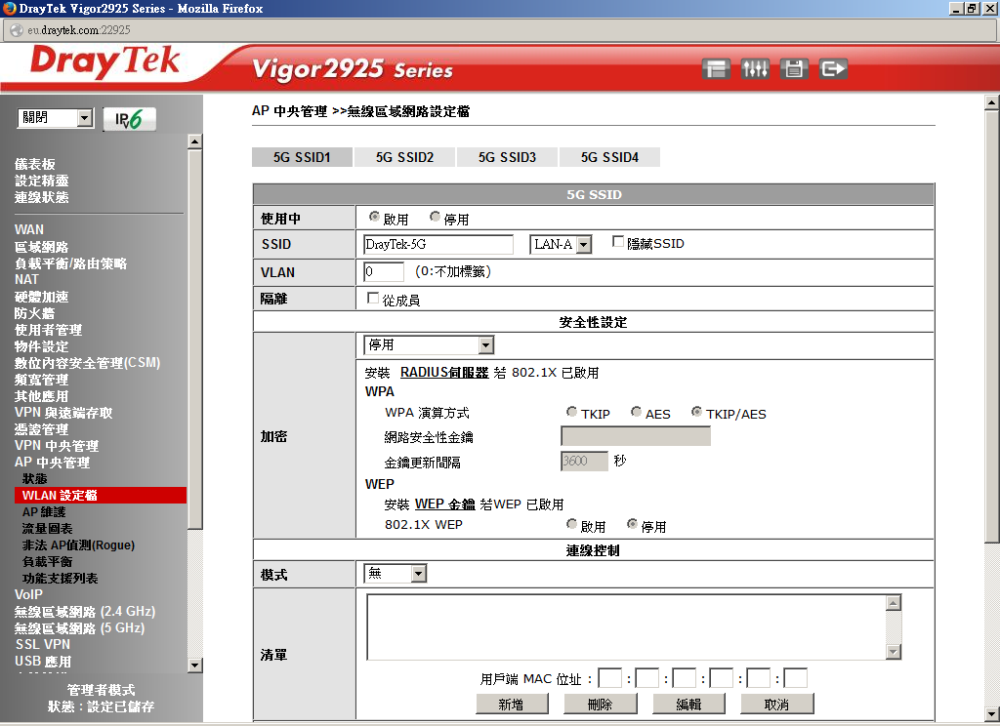 DrayTek Vigor2925 Series - Mozilla Firefox
eu.draytek.com:22925
DrayTek
Vigor2925 Series
關閉
IPv6
儀表板
設定精靈
連線狀態
WAN
區域網路
負載平衡/路由策略
NAT
硬體加速
防火牆
使用者管理
物件設定
數位內容安全管理(CSM)
頻寬管理
其他應用
VPN 與遠端存取
憑證管理
VPN 中央管理
AP 中央管理
狀態
WLAN 設定檔
AP 維護
流量圖表
非法 AP偵測(Rogue)
負載平衡
功能支援列表
VoIP
無線區域網路 (2.4 GHz)
無線區域網路 (5 GHz)
SSL VPN
USB 應用
管理者模式
狀態：設定已儲存
AP 中央管理 >>無線區域網路設定檔
5G SSID1 5G SSID2 5G SSID3 5G SSID4
5G SSID
使用中 啟用 停用
SSID DrayTek-5G LAN-A 隱藏SSID
VLAN 0 (0:不加標籤)
隔離 從成員
安全性設定
加密
停用
安裝 RADIUS伺服器 若 802.1X 已啟用
WPA
WPA 演算方式 TKIP AES TKIP/AES
網路安全性金鑰
金鑰更新間隔 3600 秒
WEP
安裝 WEP 金鑰 若WEP 已啟用
802.1X WEP 啟用 停用
連線控制
模式 無
清單
用戶端 MAC 位址 : : : : : :
新增 刪除 編輯 取消